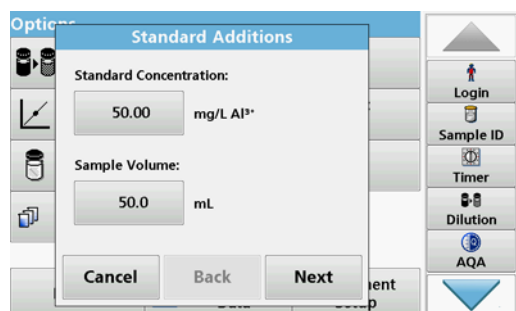 Options
Standard Additions
Standard Concentration:
50.00 mg/L Al³⁺
Sample Volume:
50.0 mL
Cancel Back Next
Login
Sample ID
Timer
Dilution
AQA